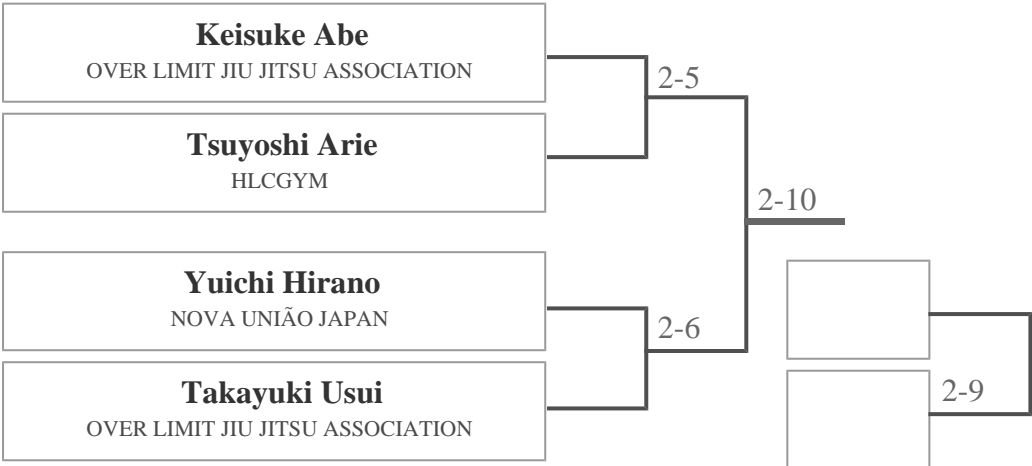 Keisuke Abe
OVER LIMIT JIU JITSU ASSOCIATION
2-5
Tsuyoshi Arie
HLCGYM
2-10
Yuichi Hirano
NOVA UNIÃO JAPAN
2-6
Takayuki Usui
OVER LIMIT JIU JITSU ASSOCIATION
2-9